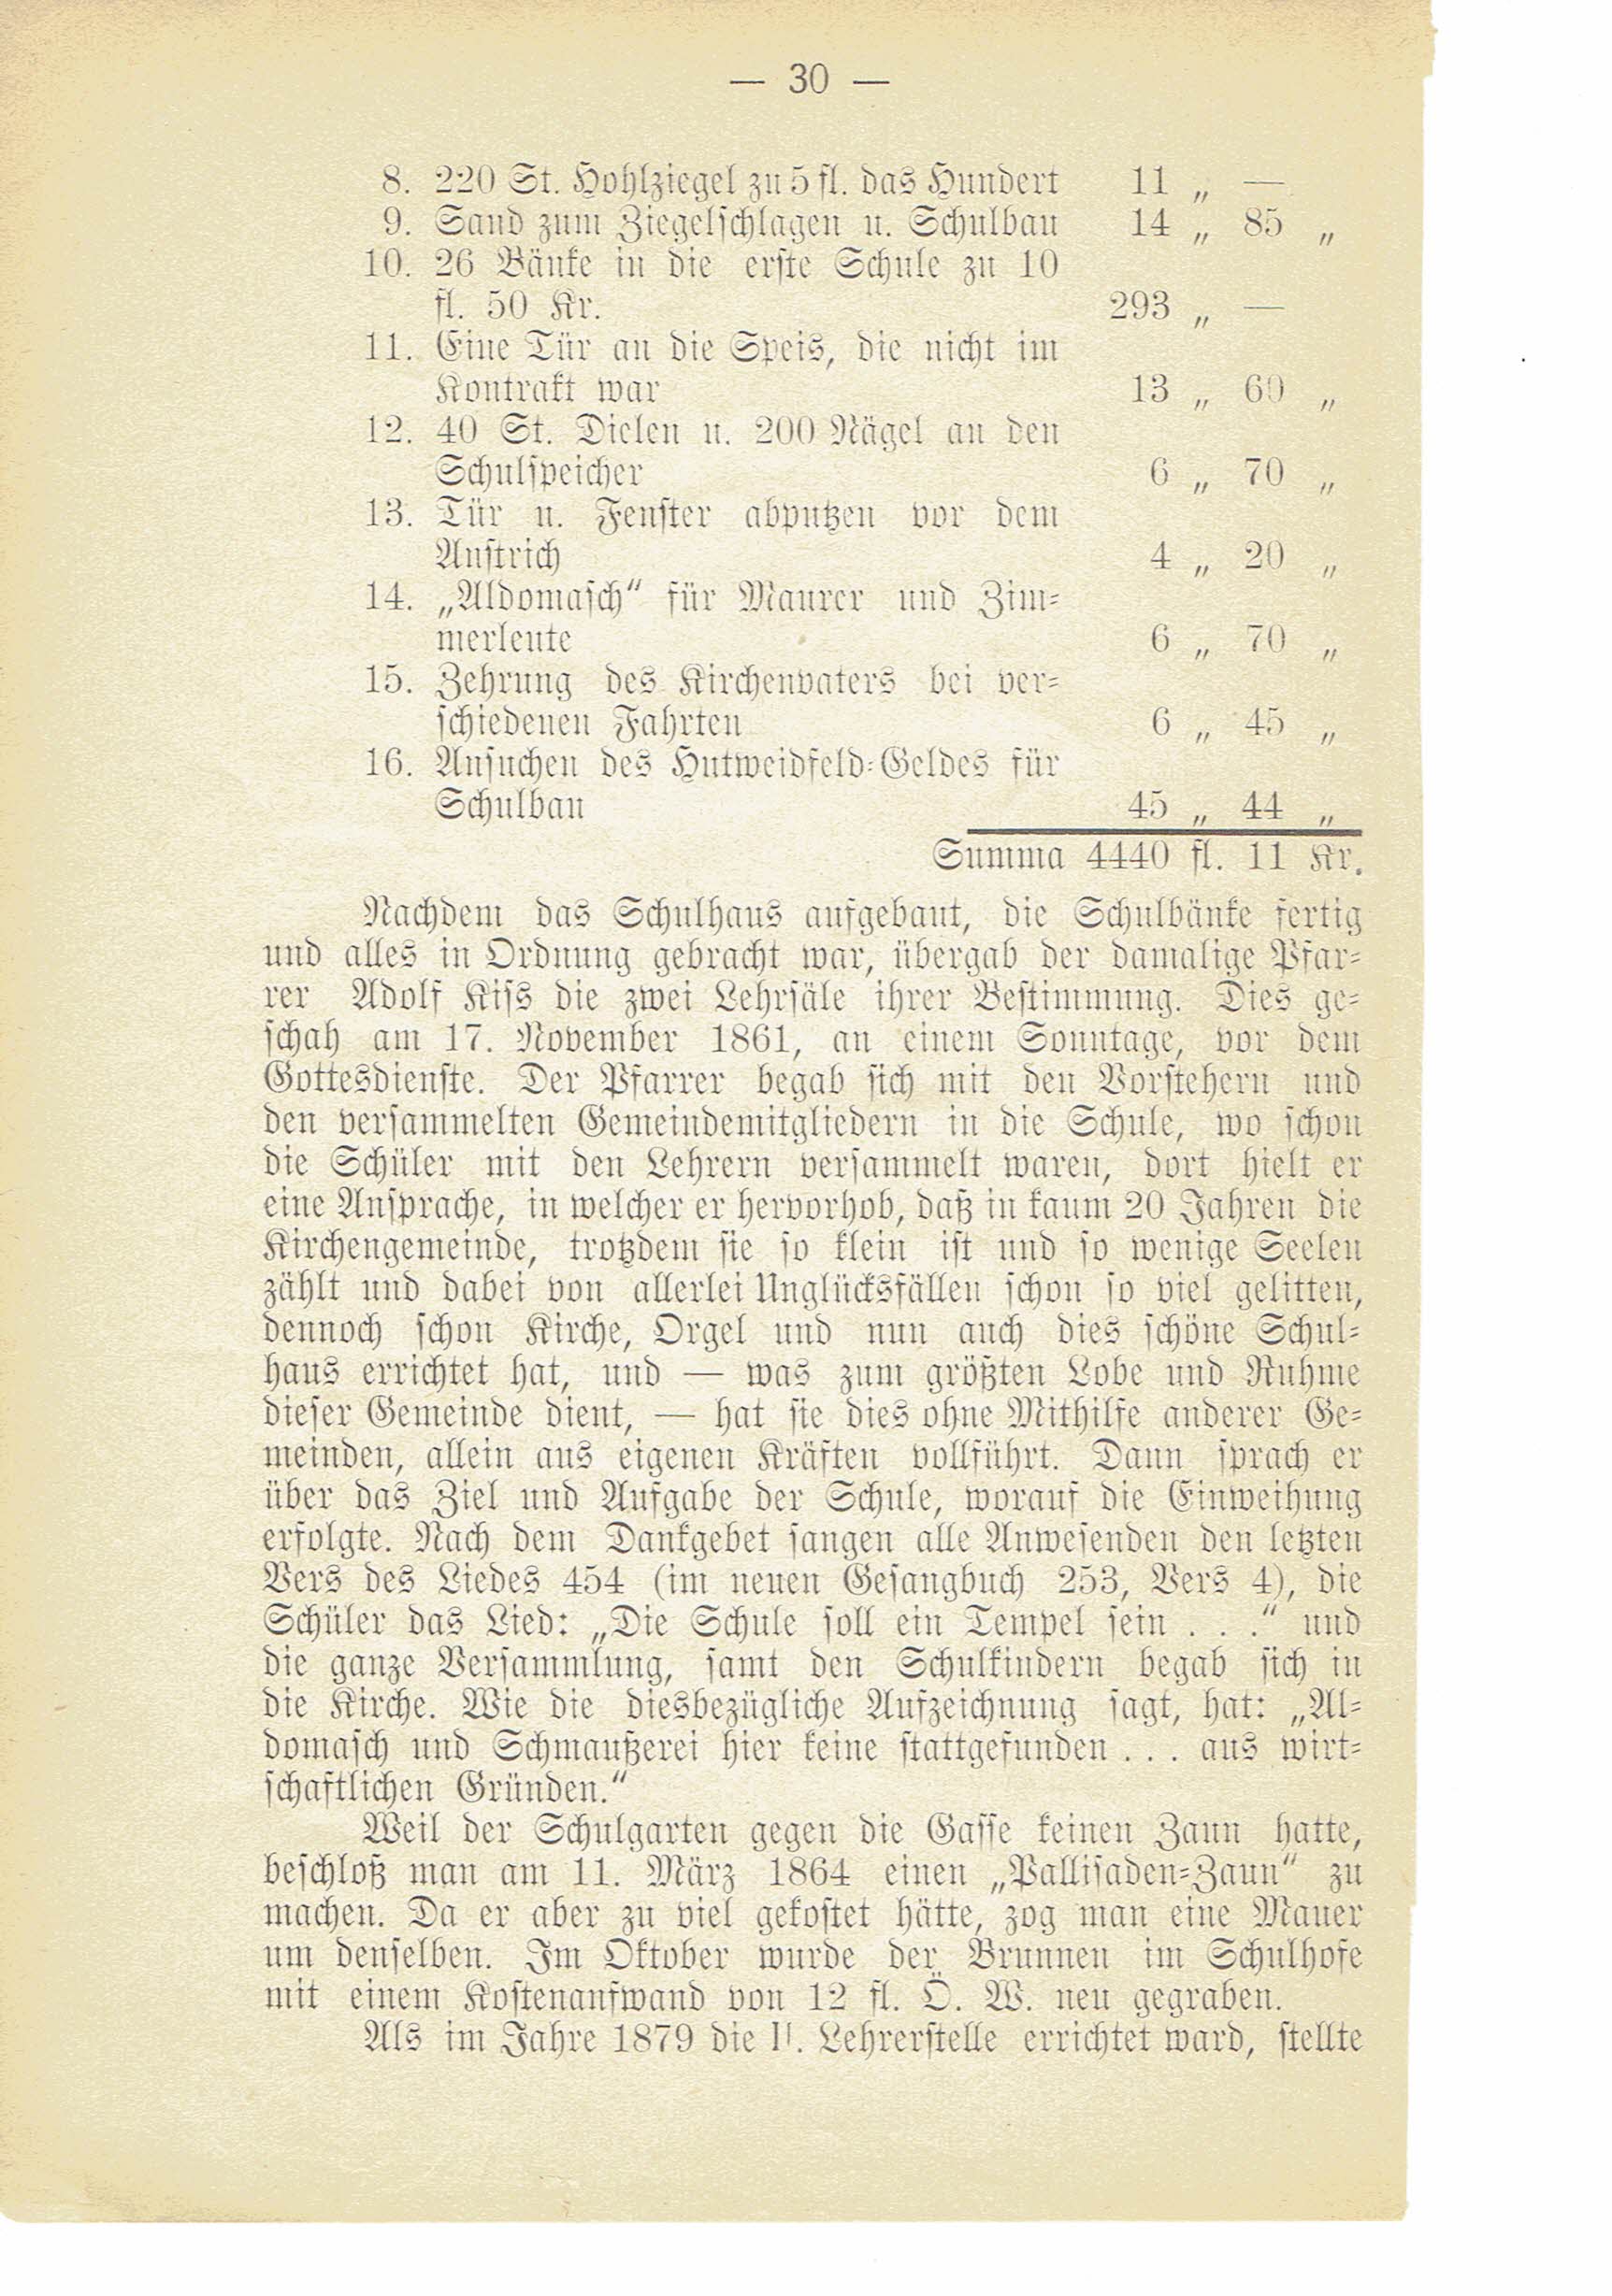 — 30 —
8. 220 St. Hohlziegel zu 5 fl. das Hundert 11 „ —
9. Sand zum Ziegelschlagen u. Schulbau 14 „ 85 „
10. 26 Bänke in die erste Schule zu 10
fl. 50 Kr. 293 „ —
11. Eine Tür an die Speis, die nicht im
Kontrakt war 13 „ 60 „
12. 40 St. Dielen u. 200 Nägel an den
Schulspeicher 6 „ 70 „
13. Tür u. Fenster abputzen vor dem
Anstrich 4 „ 20 „
14. „Aldomasch“ für Maurer und Zim-
merleute 6 „ 70 „
15. Zehrung des Kirchenvaters bei ver-
schiedenen Fahrten 6 „ 45 „
16. Ansuchen des Hutweidfeld-Geldes für
Schulbau 45 „ 44 „
Summa 4440 fl. 11 Kr.
Nachdem das Schulhaus aufgebaut, die Schulbänke fertig
und alles in Ordnung gebracht war, übergab der damalige Pfar-
rer Adolf Kiss die zwei Lehrsäle ihrer Bestimmung. Dies ge-
schah am 17. November 1861, an einem Sonntage, vor dem
Gottesdienste. Der Pfarrer begab sich mit den Vorstehern und
den versammelten Gemeindemitgliedern in die Schule, wo schon
die Schüler mit den Lehrern versammelt waren, dort hielt er
eine Ansprache, in welcher er hervorhob, daß in kaum 20 Jahren die
Kirchengemeinde, trotzdem sie so klein ist und so wenige Seelen
zählt und dabei von allerlei Unglücksfällen schon so viel gelitten,
dennoch schon Kirche, Orgel und nun auch dies schöne Schul-
haus errichtet hat, und — was zum größten Lobe und Ruhme
dieser Gemeinde dient, — hat sie dies ohne Mithilfe anderer Ge-
meinden, allein aus eigenen Kräften vollführt. Dann sprach er
über das Ziel und Aufgabe der Schule, worauf die Einweihung
erfolgte. Nach dem Dankgebet sangen alle Anwesenden den letzten
Vers des Liedes 454 (im neuen Gesangbuch 253, Vers 4), die
Schüler das Lied: „Die Schule soll ein Tempel sein . . .“ und
die ganze Versammlung, samt den Schulkindern begab sich in
die Kirche. Wie die diesbezügliche Aufzeichnung sagt, hat: „Al-
domasch und Schmaußerei hier keine stattgefunden . . . aus wirt-
schaftlichen Gründen.“
Weil der Schulgarten gegen die Gasse keinen Zaun hatte,
beschloß man am 11. März 1864 einen „Pallisaden-Zaun“ zu
machen. Da er aber zu viel gekostet hätte, zog man eine Mauer
um denselben. Im Oktober wurde der Brunnen im Schulhofe
mit einem Kostenaufwand von 12 fl. Ö. W. neu gegraben.
Als im Jahre 1879 die II. Lehrerstelle errichtet ward, stellte